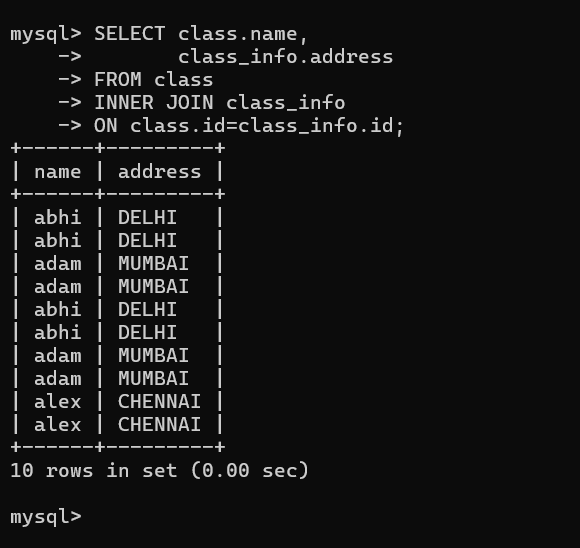 mysql> SELECT class.name,
    ->        class_info.address
    -> FROM class
    -> INNER JOIN class_info
    -> ON class.id=class_info.id;
+------+---------+
| name | address |
+------+---------+
| abhi | DELHI   |
| abhi | DELHI   |
| adam | MUMBAI  |
| adam | MUMBAI  |
| abhi | DELHI   |
| abhi | DELHI   |
| adam | MUMBAI  |
| adam | MUMBAI  |
| alex | CHENNAI |
| alex | CHENNAI |
+------+---------+
10 rows in set (0.00 sec)
mysql>